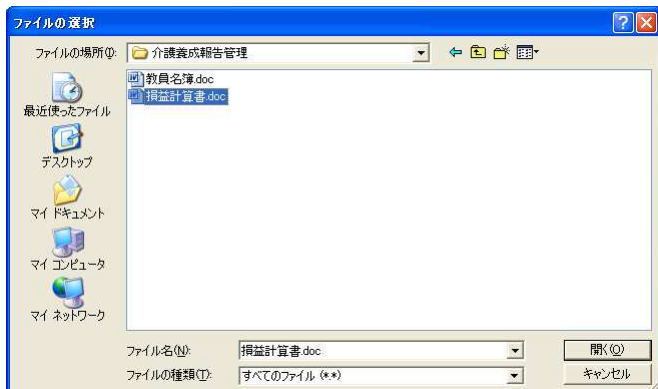 ファイルの選択
ファイルの場所(I):
介護養成報告管理
教員名簿.doc
損益計算書.doc
最近使ったファイル
デスクトップ
マイ ドキュメント
マイ コンピュータ
マイ ネットワーク
ファイル名(N):
損益計算書.doc
開く(O)
ファイルの種類(T):
すべてのファイル (*.*)
キャンセル